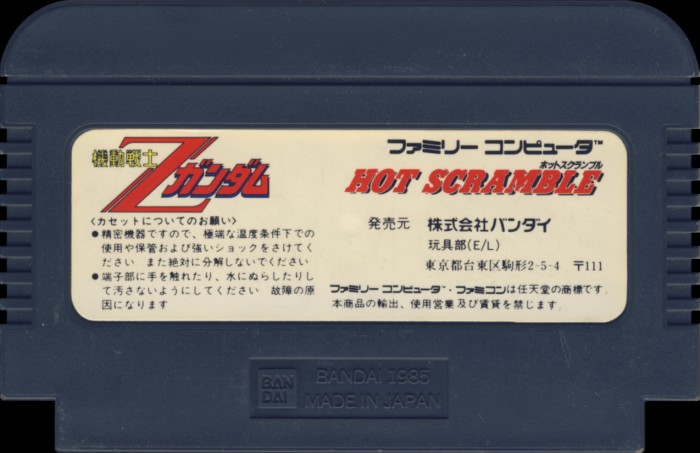 機動戦士
Zガンダム
ファミリー コンピュータ™
ホットスクランブル
HOT SCRAMBLE
〈カセットについてのお願い〉
●精密機器ですので、極端な温度条件下での
使用や保管および強いショックをさけてく
ださい また絶対に分解しないでください
●端子部に手を触れたり、水にぬらしたりし
て汚さないようにしてください 故障の原
因になります
発売元 株式会社バンダイ
玩具部(E/L)
東京都台東区駒形2-5-4 〒111
ファミリー コンピュータ・ファミコンは任天堂の商標です
本商品の輸出、使用営業及び賃貸を禁じます
BAN
DAI
BANDAI 1985
MADE IN JAPAN